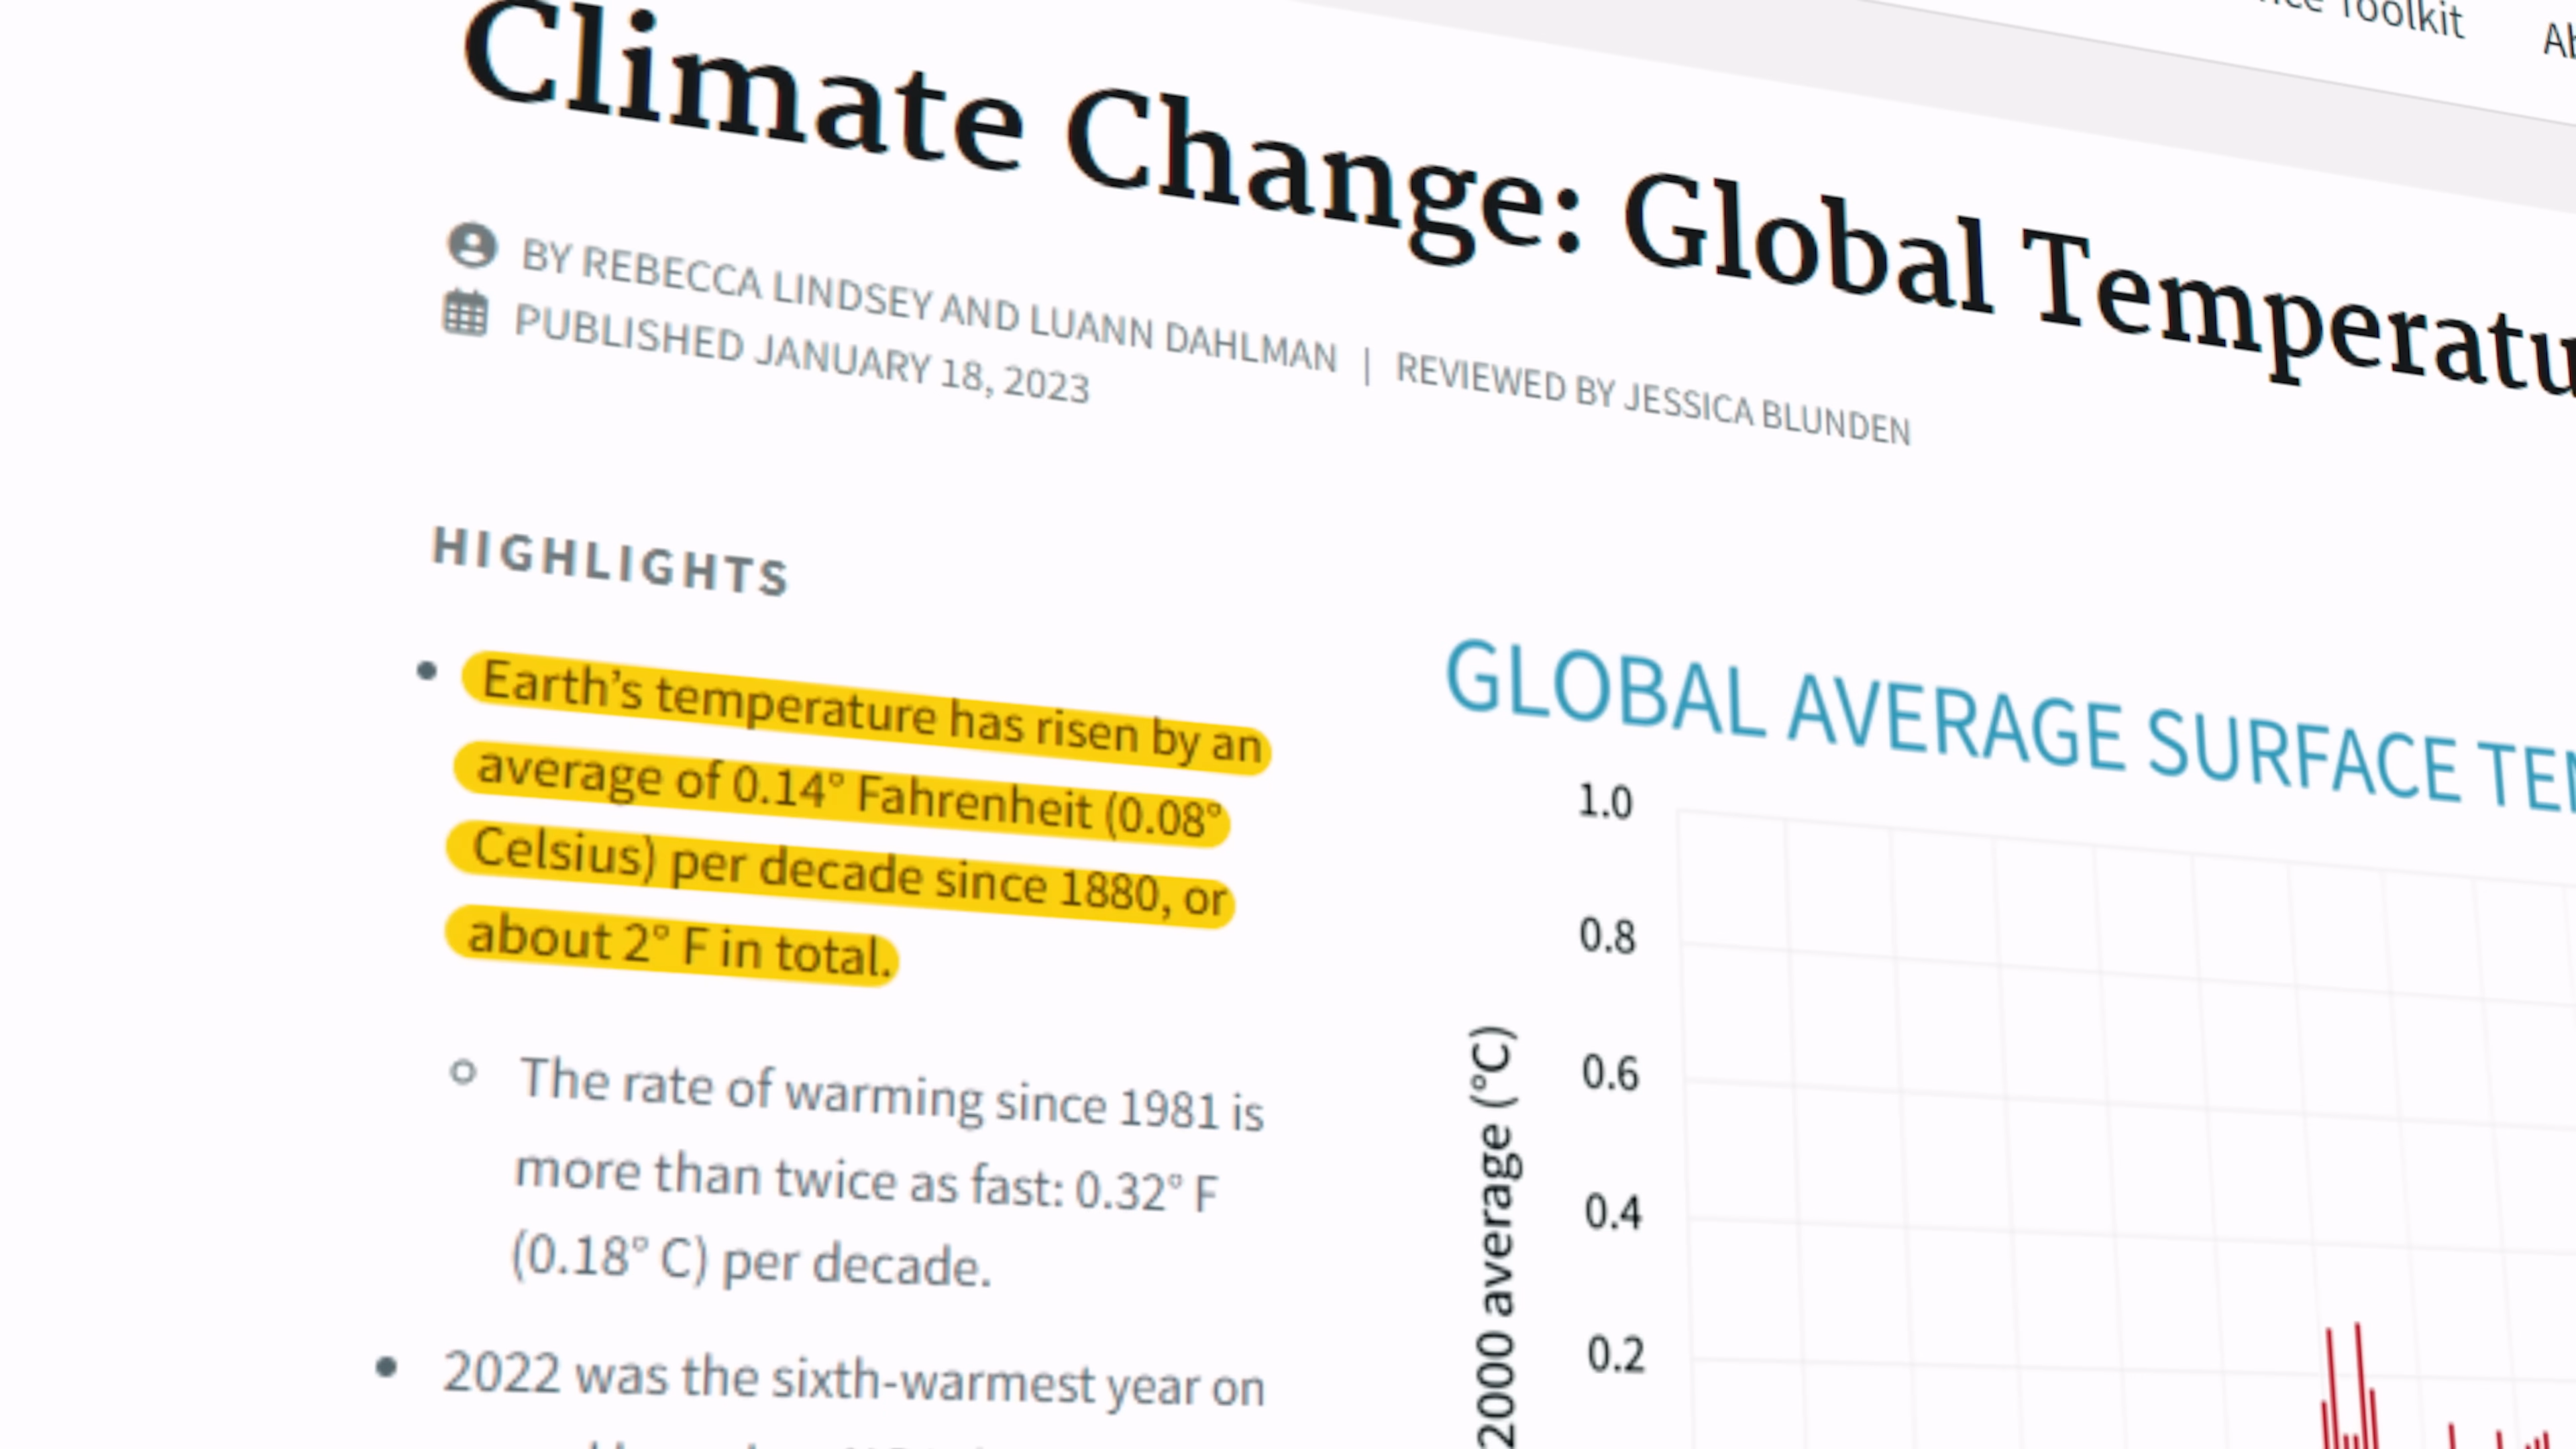 Toolkit
Climate Change: Global
BY REBECCA LINDSEY AND LUANN DAHLMAN | REVIEWED BY JESSICA BLUNDEN
PUBLISHED JANUARY 18, 2023
HIGHLIGHTS
Earth’s temperature has risen by an
average of 0.14° Fahrenheit (0.08°
Celsius) per decade since 1880, or
about 2° F in total.
The rate of warming since 1981 is
more than twice as fast: 0.32° F
(0.18° C) per decade.
2022 was the sixth-warmest year on
GLOBAL AVERAGE SURFACE
1.0
0.8
0.6
0.4
0.2
2000 average (°C)